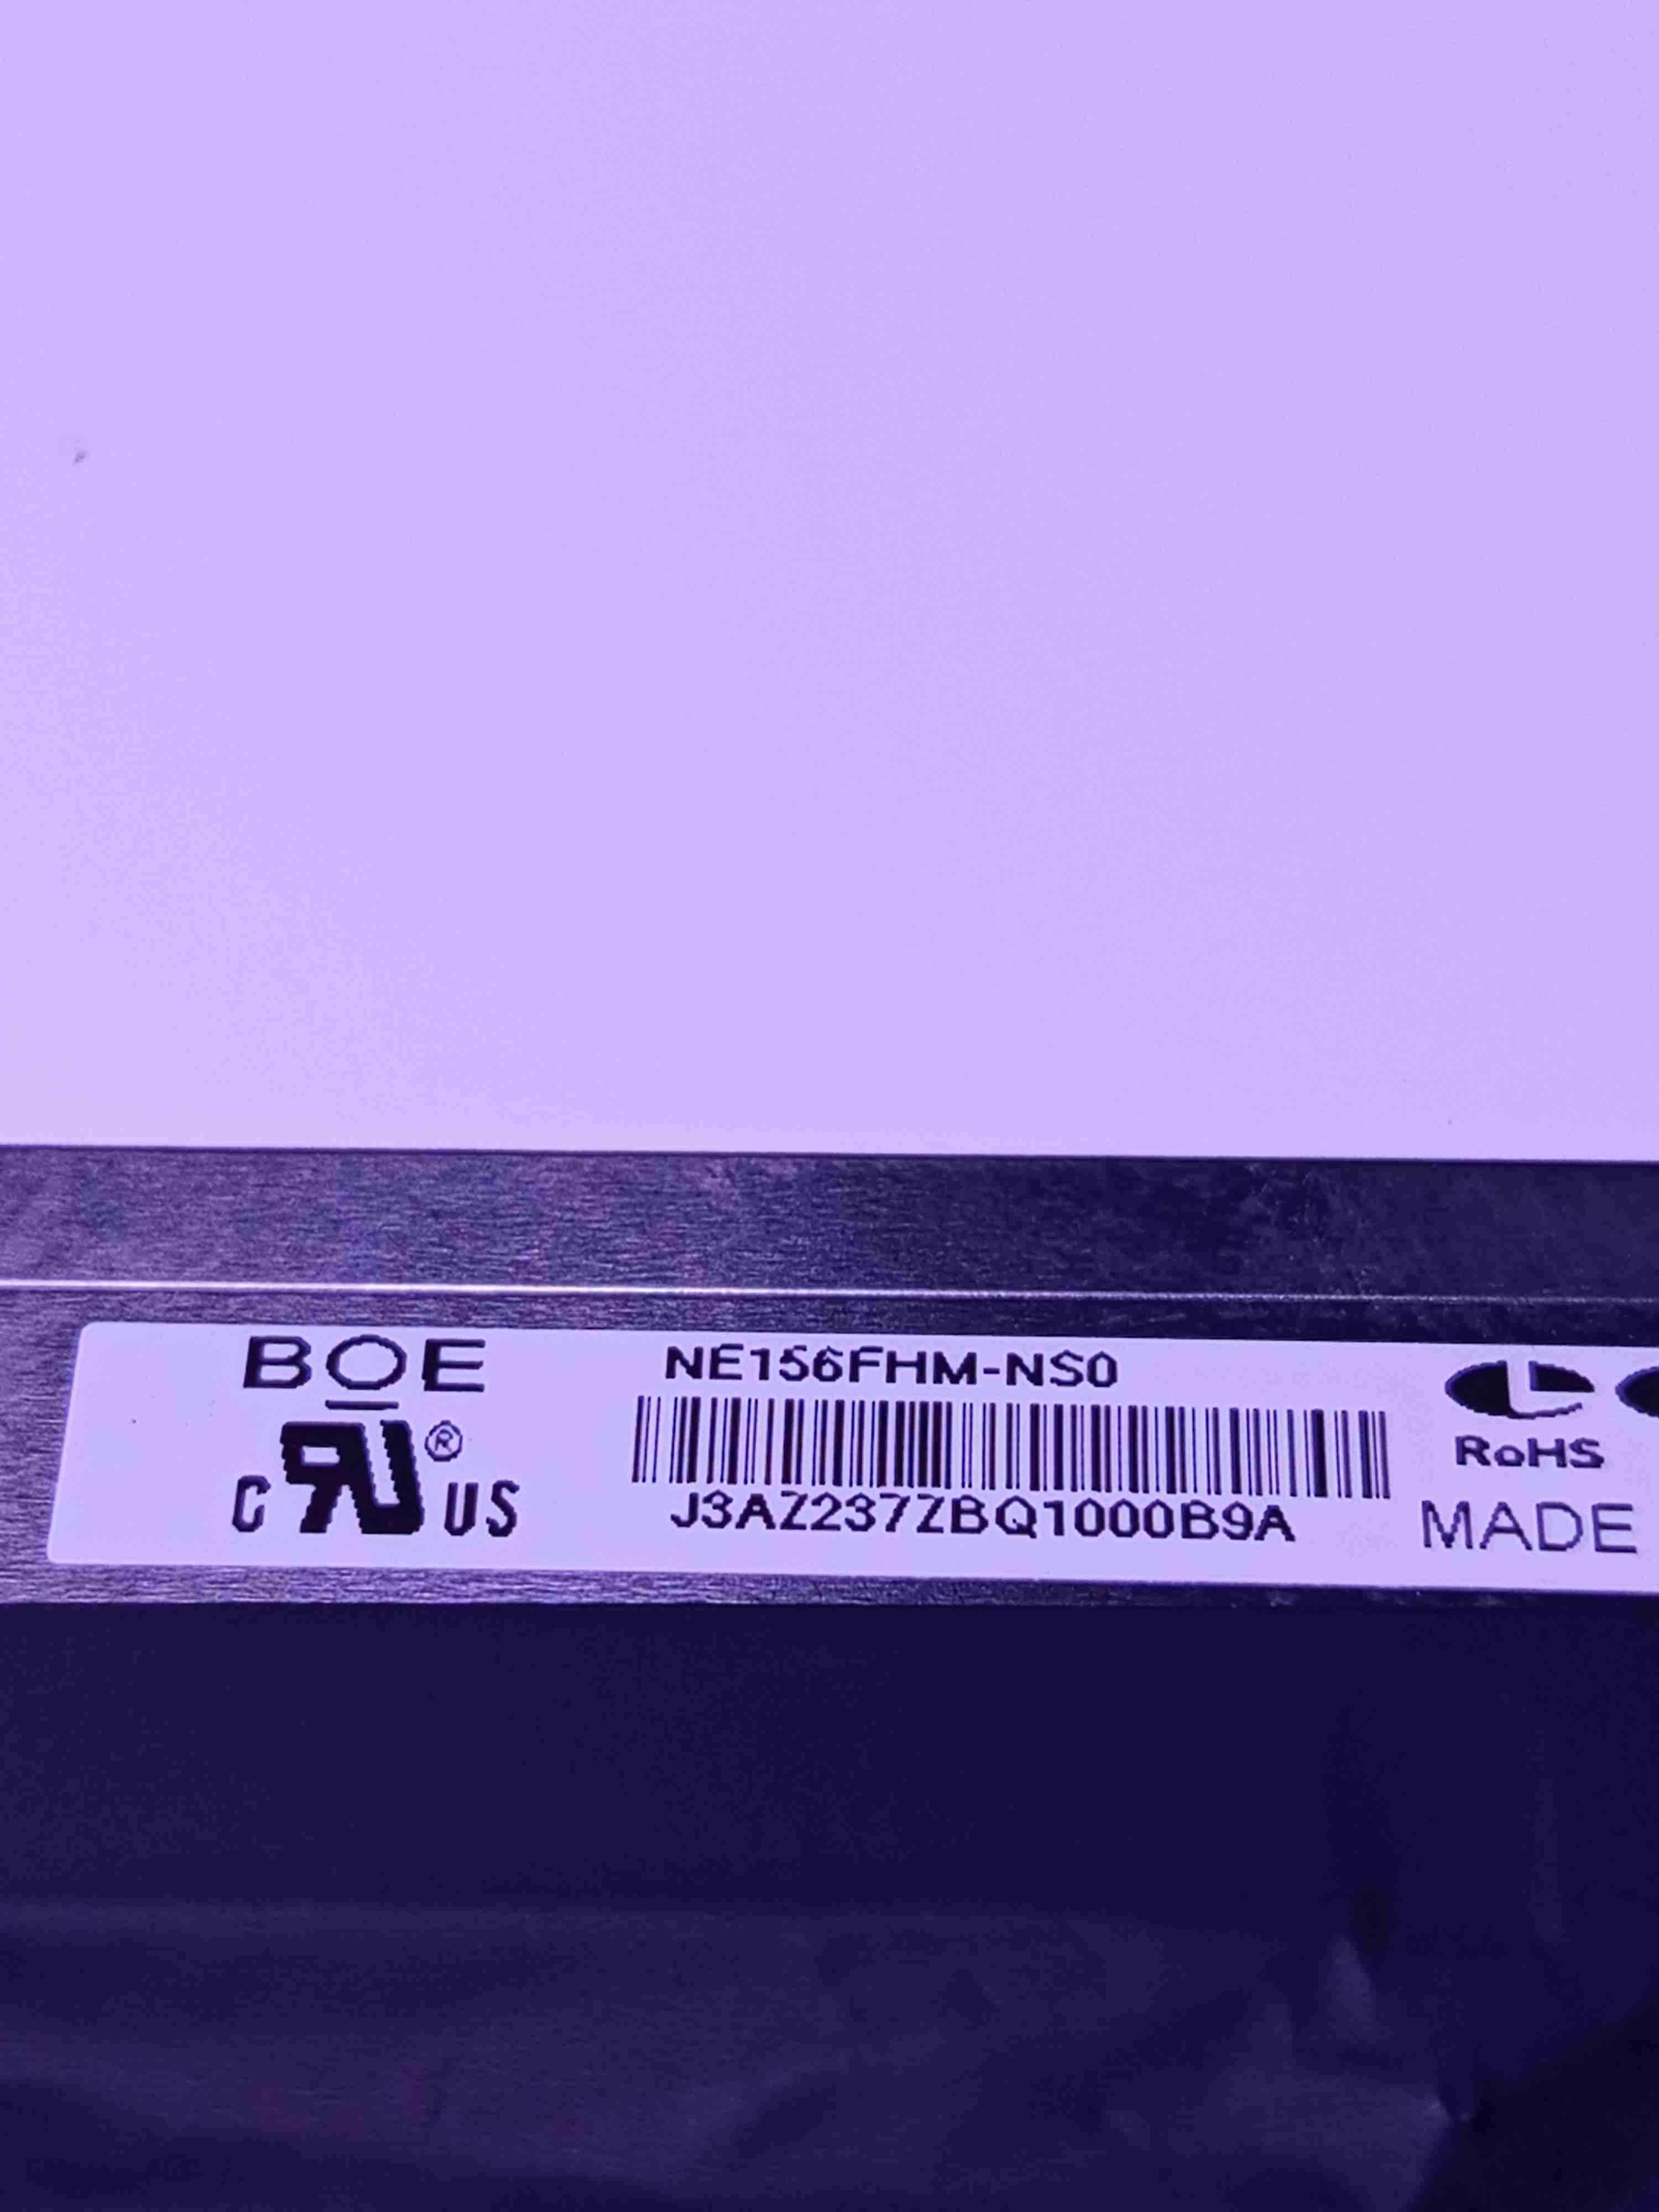 BOE
NE156FHM-NS0
®
C US
J3AZ237ZBQ1000B9A
RoHS
MADE